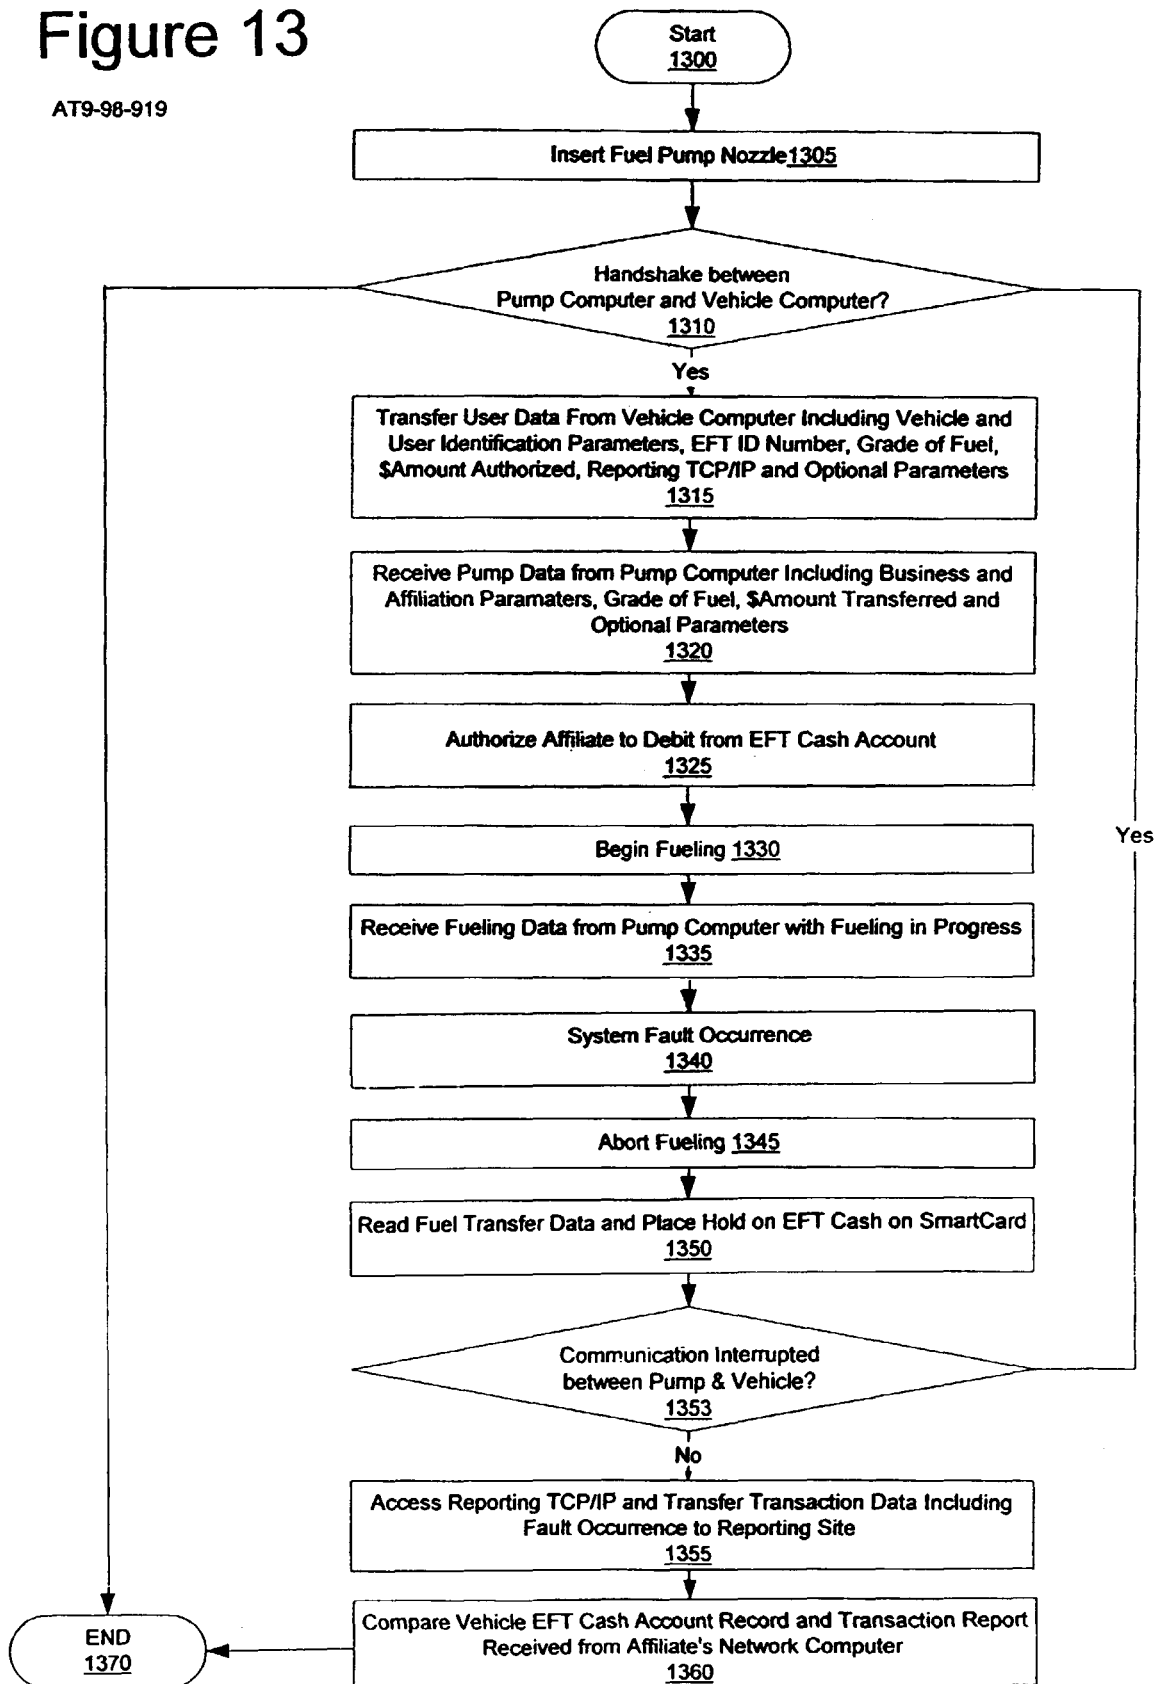 Figure 13
AT9-98-919
Start
1300
Insert Fuel Pump Nozzle 1305
Handshake between
Pump Computer and Vehicle Computer?
1310
Yes
Transfer User Data From Vehicle Computer Including Vehicle and
User Identification Parameters, EFT ID Number, Grade of Fuel,
$Amount Authorized, Reporting TCP/IP and Optional Parameters
1315
Receive Pump Data from Pump Computer Including Business and
Affiliation Paramaters, Grade of Fuel, $Amount Transferred and
Optional Parameters
1320
Authorize Affiliate to Debit from EFT Cash Account
1325
Begin Fueling 1330
Yes
Receive Fueling Data from Pump Computer with Fueling in Progress
1335
System Fault Occurrence
1340
Abort Fueling 1345
Read Fuel Transfer Data and Place Hold on EFT Cash on SmartCard
1350
Communication Interrupted
between Pump & Vehicle?
1353
No
Access Reporting TCP/IP and Transfer Transaction Data Including
Fault Occurrence to Reporting Site
1355
Compare Vehicle EFT Cash Account Record and Transaction Report
Received from Affiliate's Network Computer
1360
END
1370